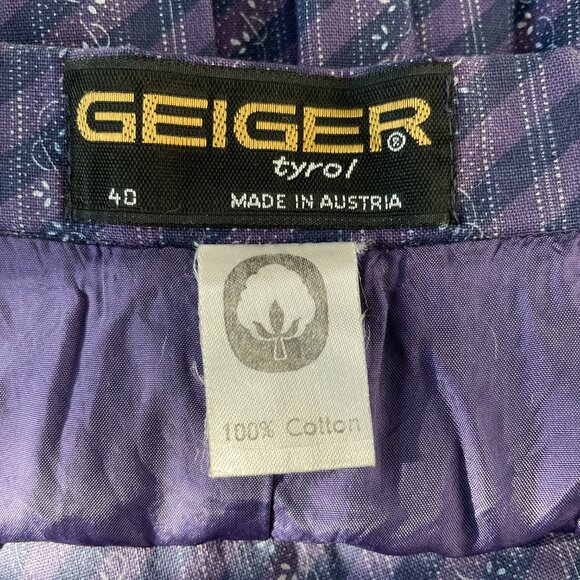 GEIGER®
tyrol
40 MADE IN AUSTRIA
100% Cotton